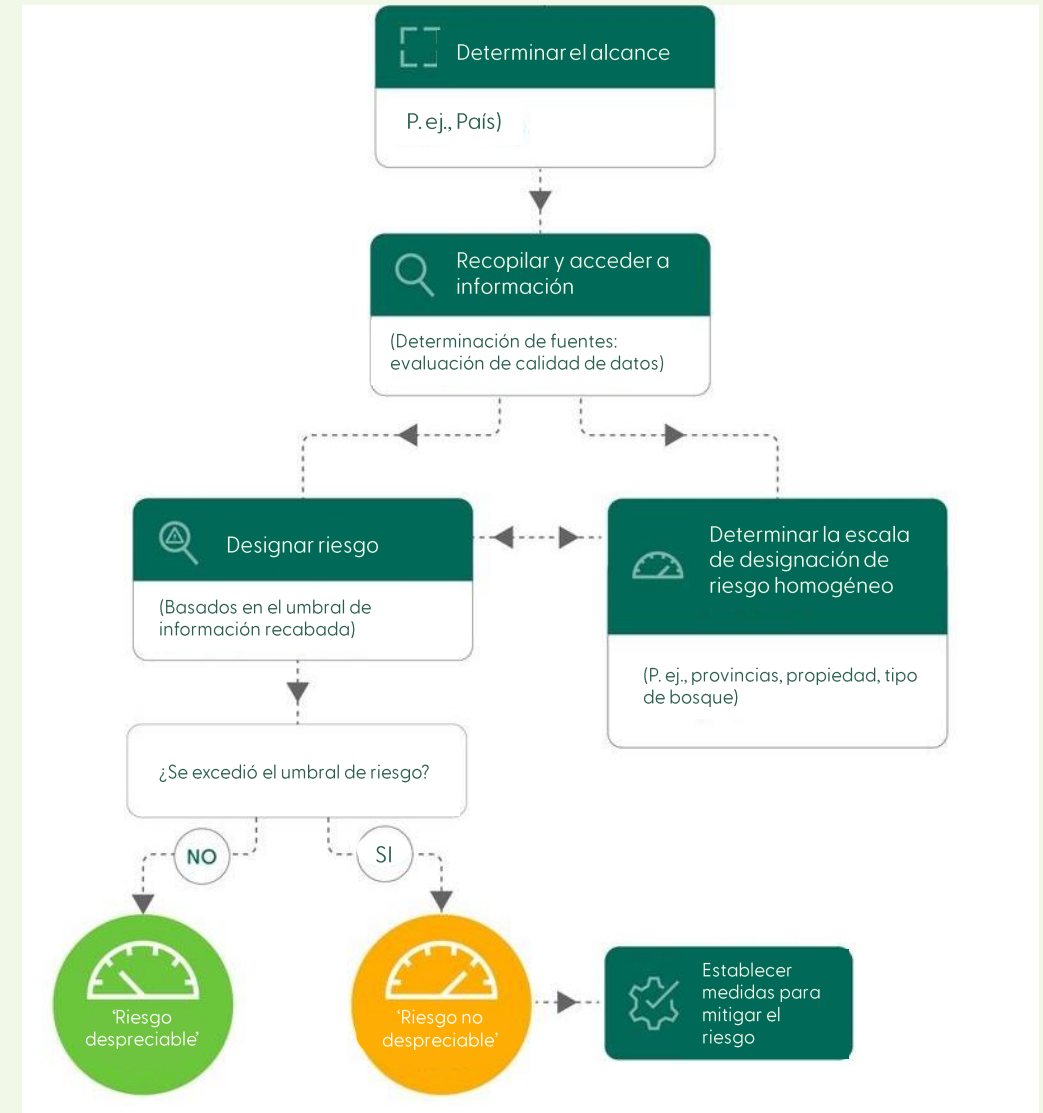 Determinar el alcance
P. ej., País)
Recopilar y acceder a
información
(Determinación de fuentes:
evaluación de calidad de datos)
Designar riesgo
(Basados en el umbral de
información recabada)
Determinar la escala
de designación de
riesgo homogéneo
(P. ej., provincias, propiedad, tipo
de bosque)
¿Se excedió el umbral de riesgo?
NO
SI
‘Riesgo
despreciable’
‘Riesgo no
despreciable’
Establecer
medidas para
mitigar el
riesgo